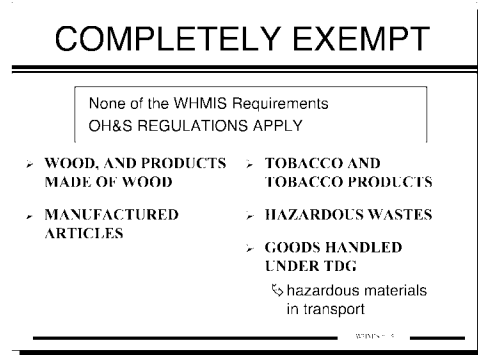 COMPLETELY EXEMPT
None of the WHMIS Requirements
OH&S REGULATIONS APPLY
WOOD, AND PRODUCTS
MADE OF WOOD
MANUFACTURED
ARTICLES
TOBACCO AND
TOBACCO PRODUCTS
HAZARDOUS WASTES
GOODS HANDLED
UNDER TDG
hazardous materials
in transport